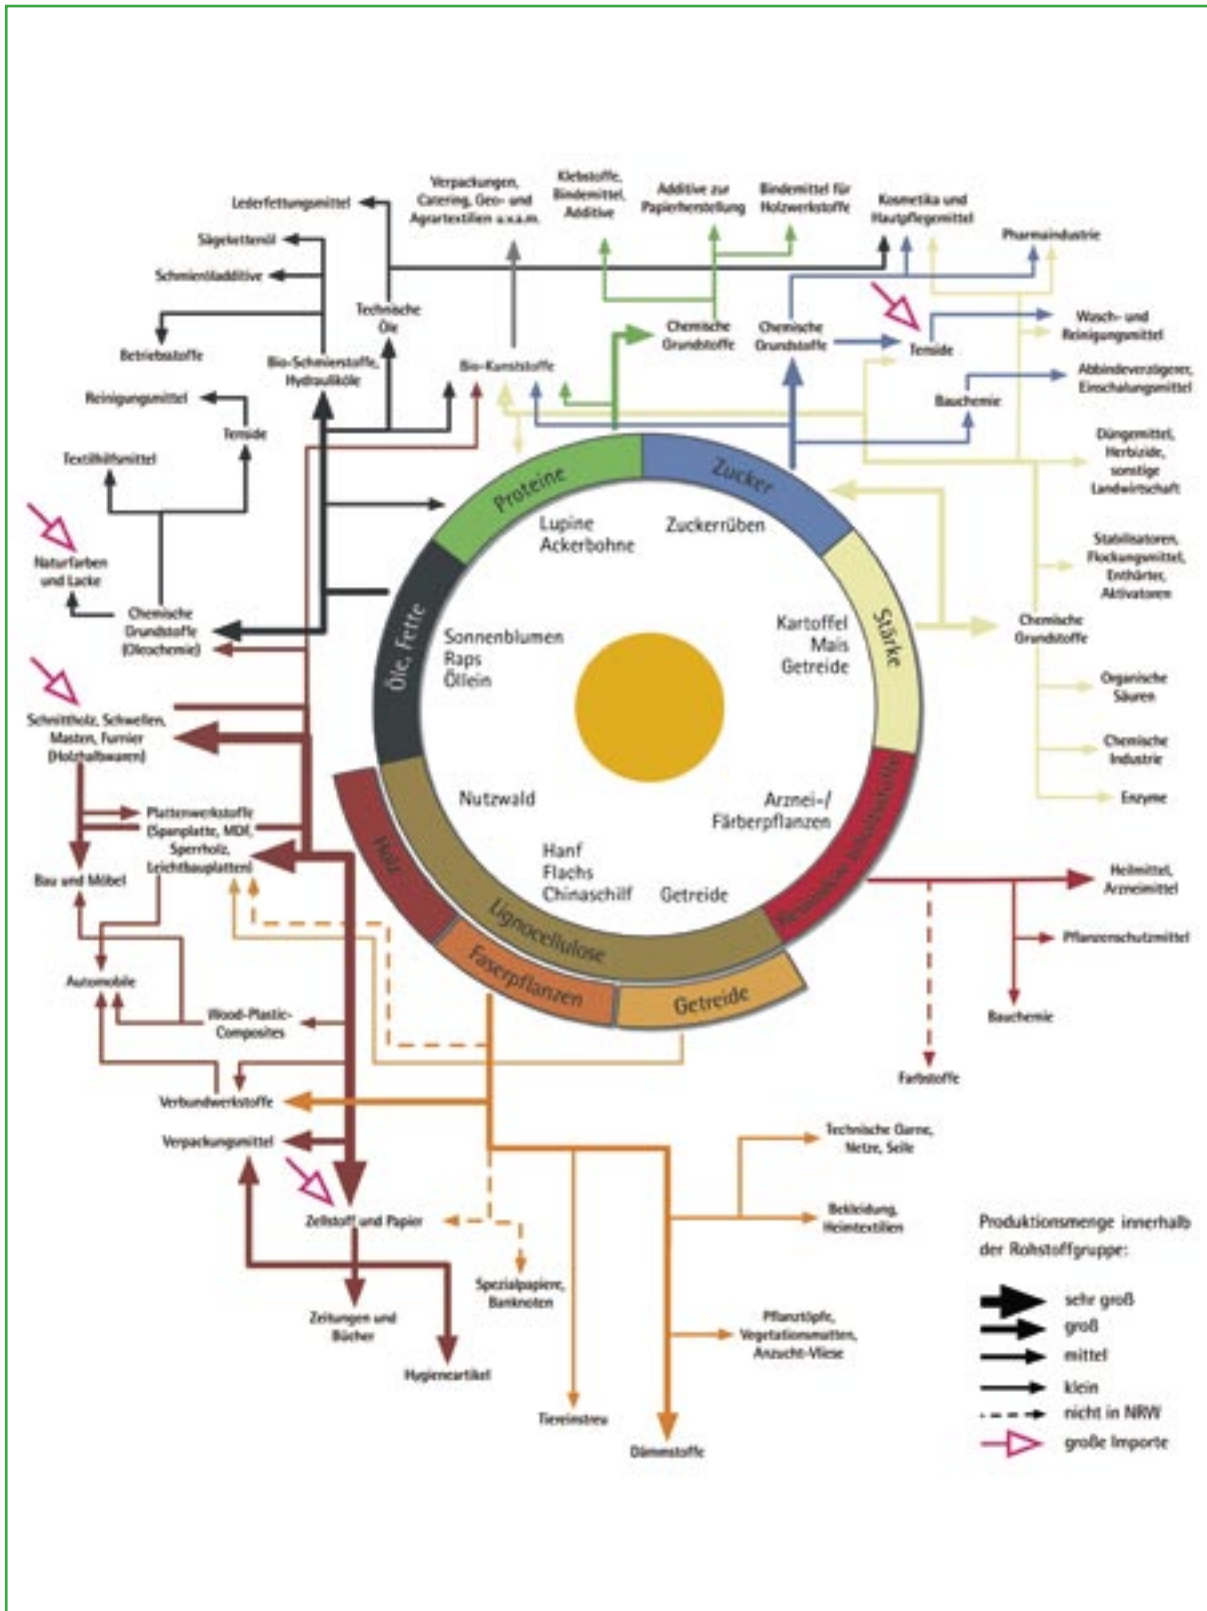 Lederfettungsmittel
Sägekettenöl
Schmieröladditive
Betriebsstoffe
Technische
Öle
Bio-Schmierstoffe,
Hydrauliköle
Reinigungsmittel
Tenside
Textilhilfsmittel
Naturfarben
und Lacke
Chemische
Grundstoffe
(Oleochemie)
Verpackungen,
Catering, Geo- und
Agrartextilien u.v.a.m.
Bio-Kunststoffe
Klebstoffe,
Bindemittel,
Additive
Additive zur
Papierherstellung
Bindemittel für
Holzwerkstoffe
Chemische
Grundstoffe
Kosmetika und
Hautpflegemittel
Pharmaindustrie
Chemische
Grundstoffe
Tenside
Wasch- und
Reinigungsmittel
Bauchemie
Abbindeverzögerer,
Einschalungsmittel
Düngemittel,
Herbizide,
sonstige
Landwirtschaft
Stabilisatoren,
Flockungsmittel,
Enthärter,
Aktivatoren
Chemische
Grundstoffe
Organische
Säuren
Chemische
Industrie
Enzyme
Proteine
Zucker
Stärke
Öle, Fette
Lignocellulose
Holz
Faserpflanzen
Getreide
Lupine
Ackerbohne
Zuckerrüben
Kartoffel
Mais
Getreide
Sonnenblumen
Raps
Öllein
Nutzwald
Arznei-/
Färberpflanzen
Hanf
Flachs
Chinaschilf
Getreide
Schnittholz, Schwellen,
Masten, Furnier
(Holzhalbwaren)
Plattenwerkstoffe
(Spanplatte, MDF,
Sperrholz,
Leichtbauplatten)
Bau und Möbel
Automobile
Wood-Plastic-
Composites
Verbundwerkstoffe
Verpackungsmittel
Zellstoff und Papier
Zeitungen und
Bücher
Hygieneartikel
Spezialpapiere,
Banknoten
Tiereinstreu
Dämmstoffe
Technische Garne,
Netze, Seile
Bekleidung,
Heimtextilien
Pflanztöpfe,
Vegetationsmatten,
Anzucht-Vliese
Heilmittel,
Arzneimittel
Pflanzenschutzmittel
Bauchemie
Farbstoffe
Produktionsmenge innerhalb
der Rohstoffgruppe:
sehr groß
groß
mittel
klein
nicht in NRW
große Importe